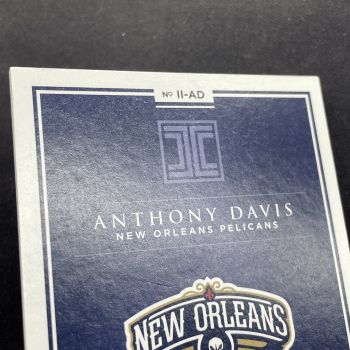 Nº II-AD
ANTHONY DAVIS
NEW ORLEANS PELICANS
NEW ORLEANS